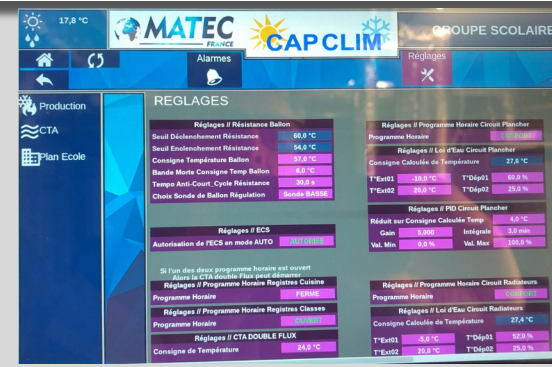 17,8 °C
MATEC
FRANCE
CAP CLIM
GROUPE SCOLAIRE
Alarmes
Réglages
Production
CTA
Plan Ecole
REGLAGES
Réglages // Résistance Ballon
Seuil Déclenchement Résistance 60,0 °C
Seuil Enclenchement Résistance 54,0 °C
Consigne Température Ballon 57,0 °C
Bande Morte Consigne Temp Ballon 6,0 °C
Tempo Anti-Court_Cycle Résistance 30,0 s
Choix Sonde de Ballon Régulation Sonde BASSE
Réglages // ECS
Autorisation de l'ECS en mode AUTO AUTORISE
Si l'un des deux programme horaire est ouvert
Alors la CTA double Flux peut démarrer
Réglages // Programme Horaire Registres Cuisine
Programme Horaire FERME
Réglages // Programme Horaire Registres Classes
Programme Horaire OUVERT
Réglages // CTA DOUBLE FLUX
Consigne de Température 24,0 °C
Réglages // Programme Horaire Circuit Plancher
Programme Horaire CONFORT
Réglages // Loi d'Eau Circuit Plancher
Consigne Calculée de Température 27,6 °C
T°Ext01 -10,0 °C T°Dép01 60,0 %
T°Ext02 20,0 °C T°Dép02 25,0 %
Réglages // PID Circuit Plancher
Réduit sur Consigne Calculée Temp 4,0 °C
Gain 5,000 Intégrale 3,0 min
Val. Min 0,0 % Val. Max 100,0 %
Réglages // Programme Horaire Circuit Radiateurs
Programme Horaire CONFORT
Réglages // Loi d'Eau Circuit Radiateurs
Consigne Calculée de Température 27,4 °C
T°Ext01 -5,0 °C T°Dép01 52,0 %
T°Ext02 20,0 °C T°Dép02 25,0 %